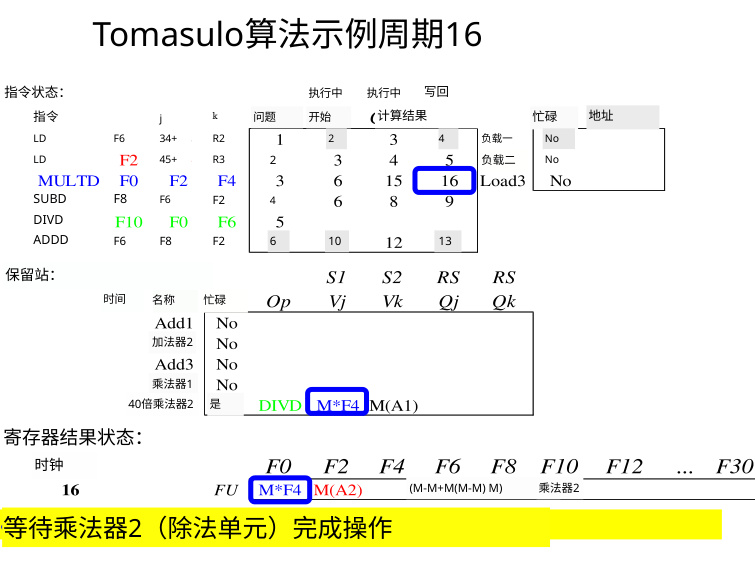 Tomasulo算法示例周期16
指令状态：
执行中 执行中 写回
指令 j k 问题 开始 (计算结果 忙碌 地址
LD F6 34+ R2 1 2 3 4 负载一 No
LD F2 45+ R3 2 3 4 5 负载二 No
MULTD F0 F2 F4 3 6 15 16 Load3 No
SUBD F8 F6 F2 4 6 8 9
DIVD F10 F0 F6 5
ADDD F6 F8 F2 6 10 12 13
保留站：
S1 S2 RS RS
时间 名称 忙碌 Op Vj Vk Qj Qk
Add1 No
加法器2 No
Add3 No
乘法器1 No
40倍乘法器2 是 DIVD M*F4 M(A1)
寄存器结果状态：
时钟 F0 F2 F4 F6 F8 F10 F12 ... F30
16 FU M*F4 M(A2) (M-M+M(M-M) M) 乘法器2
等待乘法器2（除法单元）完成操作